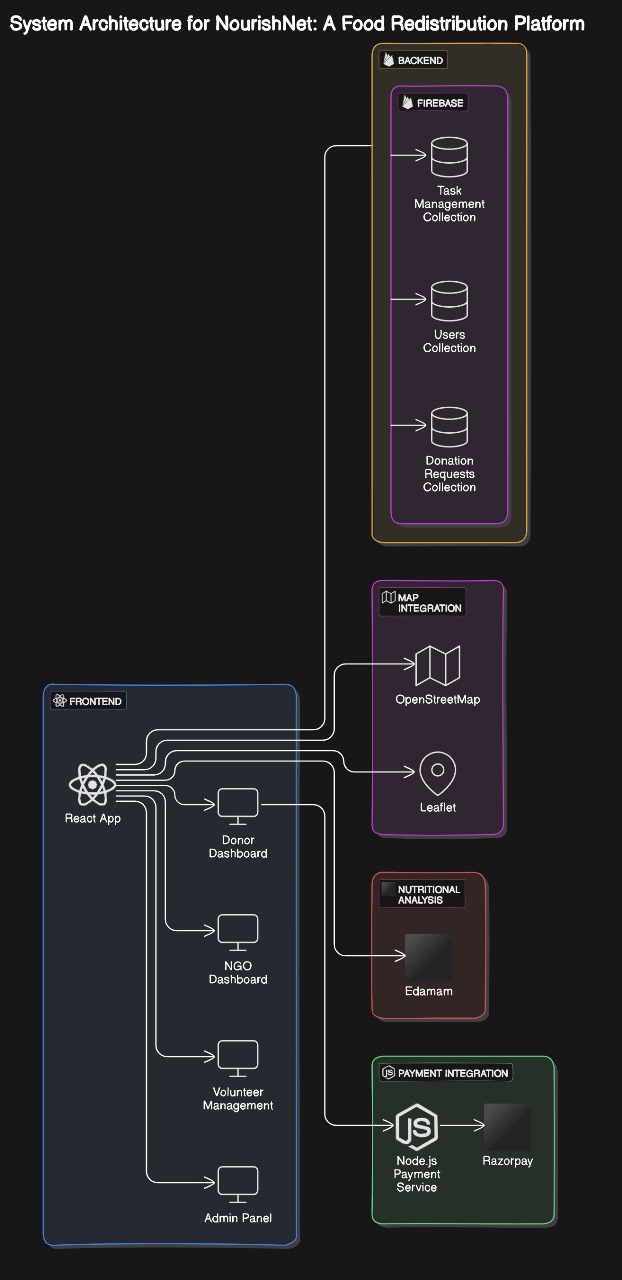 System Architecture for NourishNet: A Food Redistribution Platform
BACKEND
FIREBASE
Task
Management
Collection
Users
Collection
Donation
Requests
Collection
MAP
INTEGRATION
OpenStreetMap
Leaflet
FRONTEND
React App
Donor
Dashboard
NGO
Dashboard
Volunteer
Management
Admin Panel
NUTRITIONAL
ANALYSIS
Edamam
JS PAYMENT INTEGRATION
JS
Node.js
Payment
Service
Razorpay